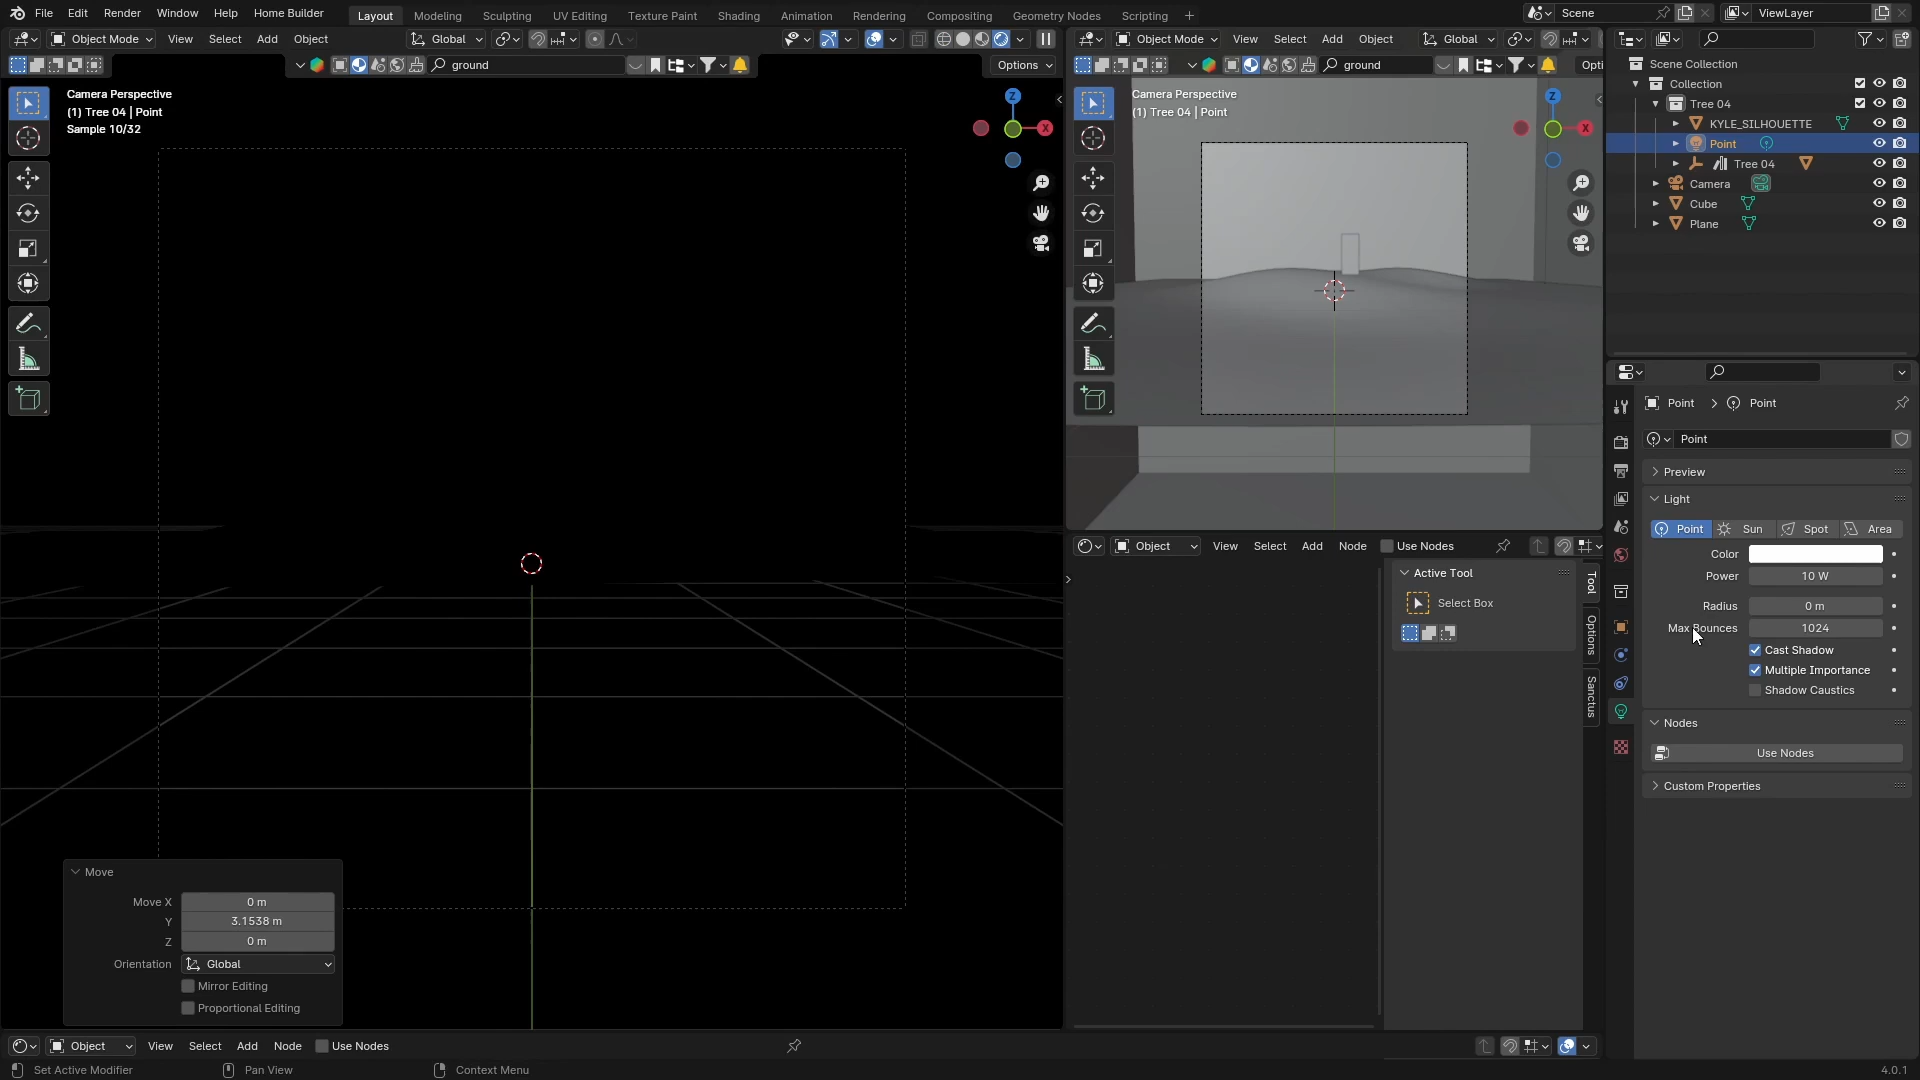 File Edit Render Window Help Home Builder Layout Modeling Sculpting UV Editing Texture Paint Shading Animation Rendering Compositing Geometry Nodes Scripting + Scene ViewLayer
Object Mode View Select Add Object Global
ground Options
Camera Perspective
(1) Tree 04 | Point
Sample 10/32
Z
X
Move
Move X 0 m
Y 3.1538 m
Z 0 m
Orientation Global
Mirror Editing
Proportional Editing
Object View Select Add Node Use Nodes
Object Mode View Select Add Object Global
ground Opti
Camera Perspective
(1) Tree 04 | Point
Z
X
Object View Select Add Node Use Nodes
Active Tool
Select Box
Tool
Options
Sanctus
Scene Collection
Collection
Tree 04
KYLE_SILHOUETTE
Point
Tree 04
Camera
Cube
Plane
Point > Point
Point
Preview
Light
Point Sun Spot Area
Color
Power 10 W
Radius 0 m
Max Bounces 1024
Cast Shadow
Multiple Importance
Shadow Caustics
Nodes
Use Nodes
Custom Properties
Set Active Modifier Pan View Context Menu 4.0.1